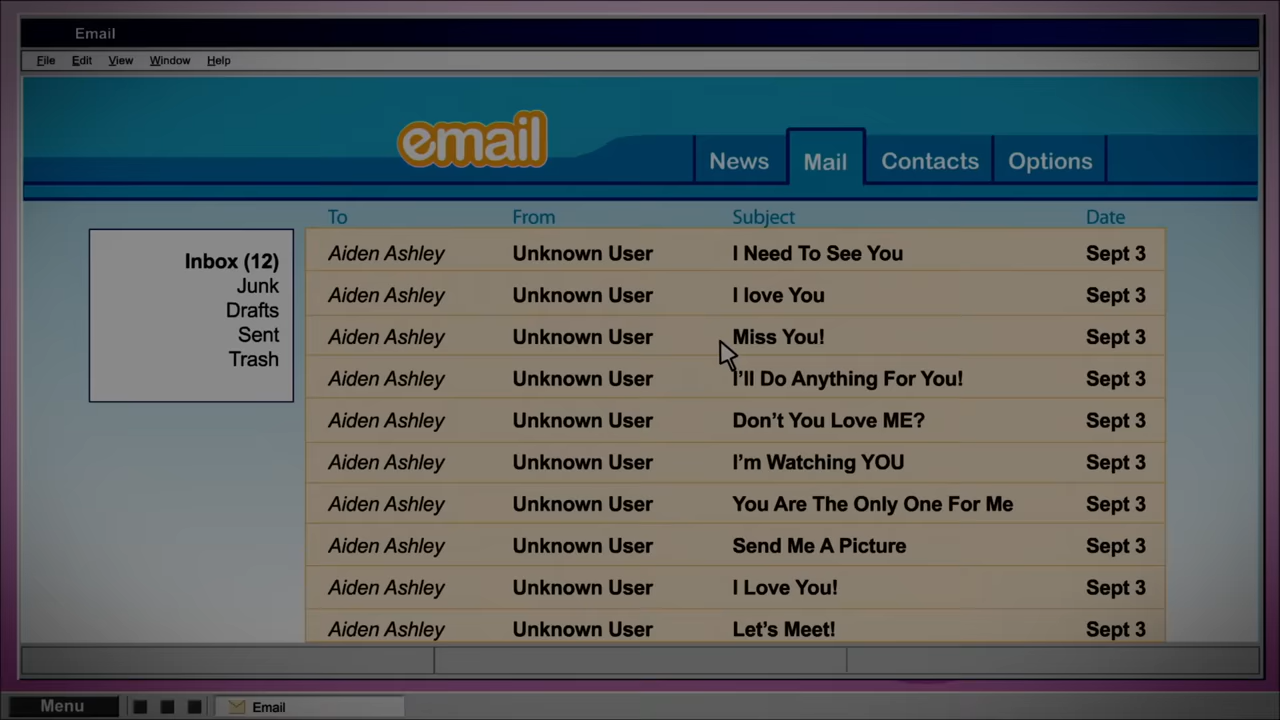 Email
File Edit View Window Help
email
News Mail Contacts Options
To From Subject Date
Inbox (12)
Junk
Drafts
Sent
Trash
Aiden Ashley Unknown User I Need To See You Sept 3
Aiden Ashley Unknown User I love You Sept 3
Aiden Ashley Unknown User Miss You! Sept 3
Aiden Ashley Unknown User I’ll Do Anything For You! Sept 3
Aiden Ashley Unknown User Don’t You Love ME? Sept 3
Aiden Ashley Unknown User I’m Watching YOU Sept 3
Aiden Ashley Unknown User You Are The Only One For Me Sept 3
Aiden Ashley Unknown User Send Me A Picture Sept 3
Aiden Ashley Unknown User I Love You! Sept 3
Aiden Ashley Unknown User Let’s Meet! Sept 3
Menu Email